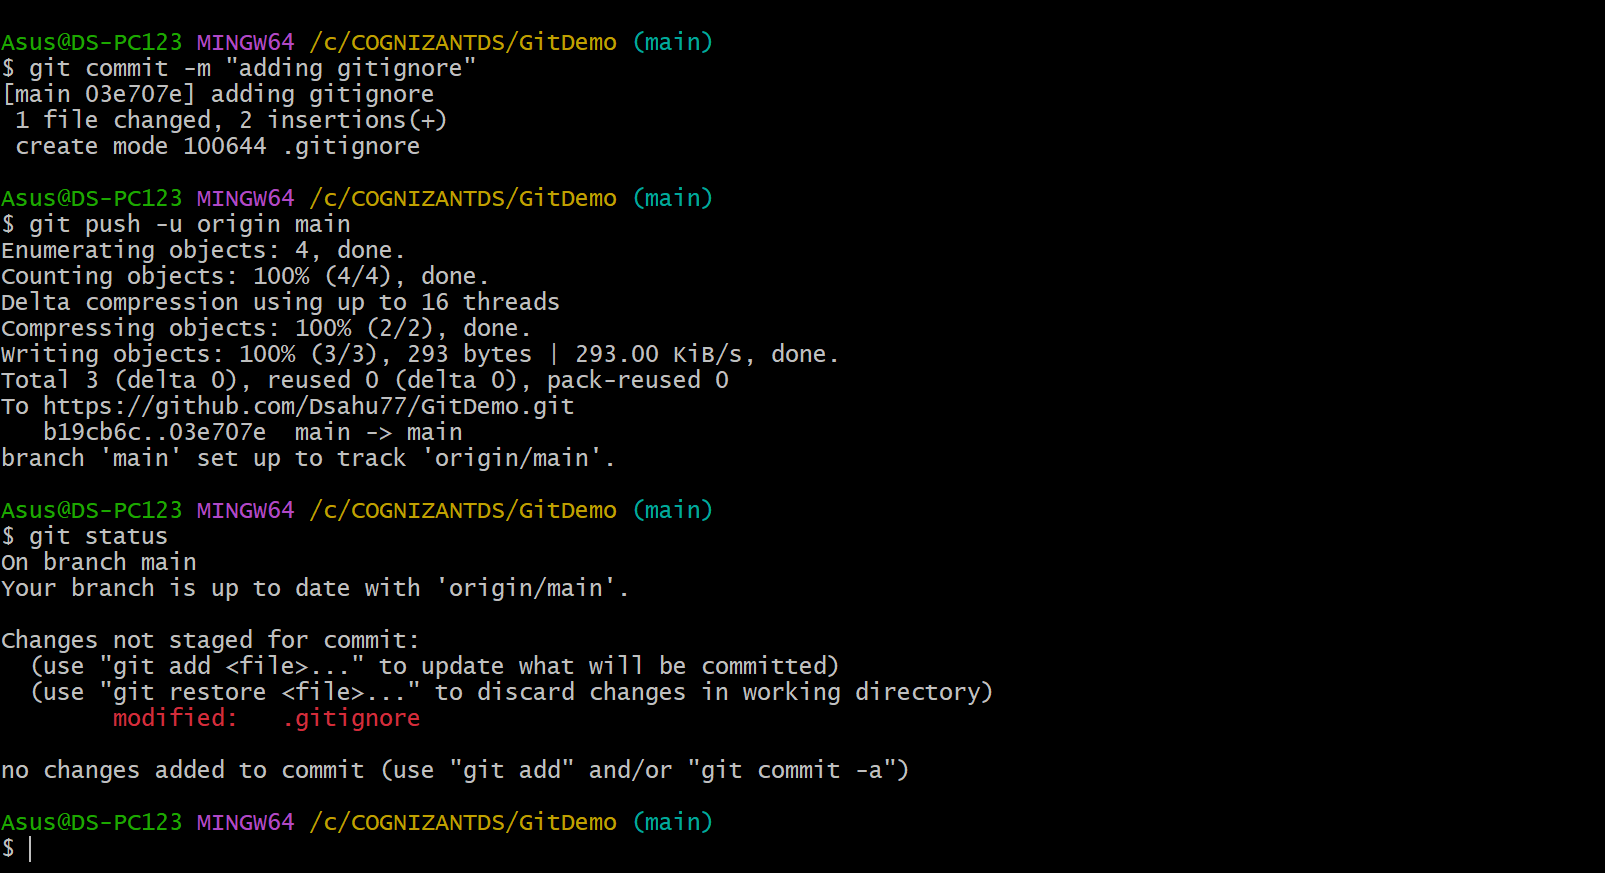 Asus@DS-PC123 MINGW64 /c/COGNIZANTDS/GitDemo (main)
$ git commit -m "adding gitignore"
[main 03e707e] adding gitignore
 1 file changed, 2 insertions(+)
 create mode 100644 .gitignore

Asus@DS-PC123 MINGW64 /c/COGNIZANTDS/GitDemo (main)
$ git push -u origin main
Enumerating objects: 4, done.
Counting objects: 100% (4/4), done.
Delta compression using up to 16 threads
Compressing objects: 100% (2/2), done.
Writing objects: 100% (3/3), 293 bytes | 293.00 KiB/s, done.
Total 3 (delta 0), reused 0 (delta 0), pack-reused 0
To https://github.com/Dsahu77/GitDemo.git
   b19cb6c..03e707e  main -> main
branch 'main' set up to track 'origin/main'.

Asus@DS-PC123 MINGW64 /c/COGNIZANTDS/GitDemo (main)
$ git status
On branch main
Your branch is up to date with 'origin/main'.

Changes not staged for commit:
  (use "git add <file>..." to update what will be committed)
  (use "git restore <file>..." to discard changes in working directory)
        modified:   .gitignore

no changes added to commit (use "git add" and/or "git commit -a")

Asus@DS-PC123 MINGW64 /c/COGNIZANTDS/GitDemo (main)
$